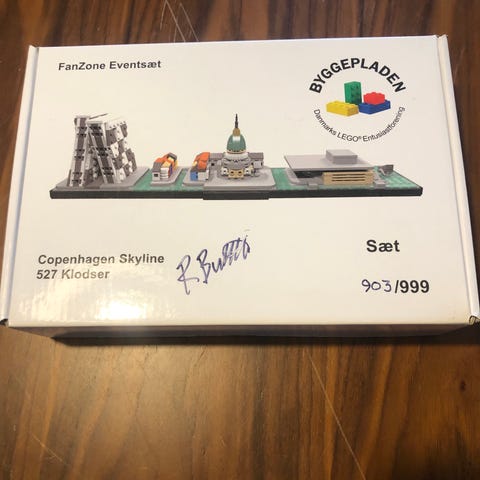 FanZone Eventsæt
BYGGEPLADEN
Danmarks LEGO® Entusiastforening
Copenhagen Skyline
527 Klodser
Sæt
903/999